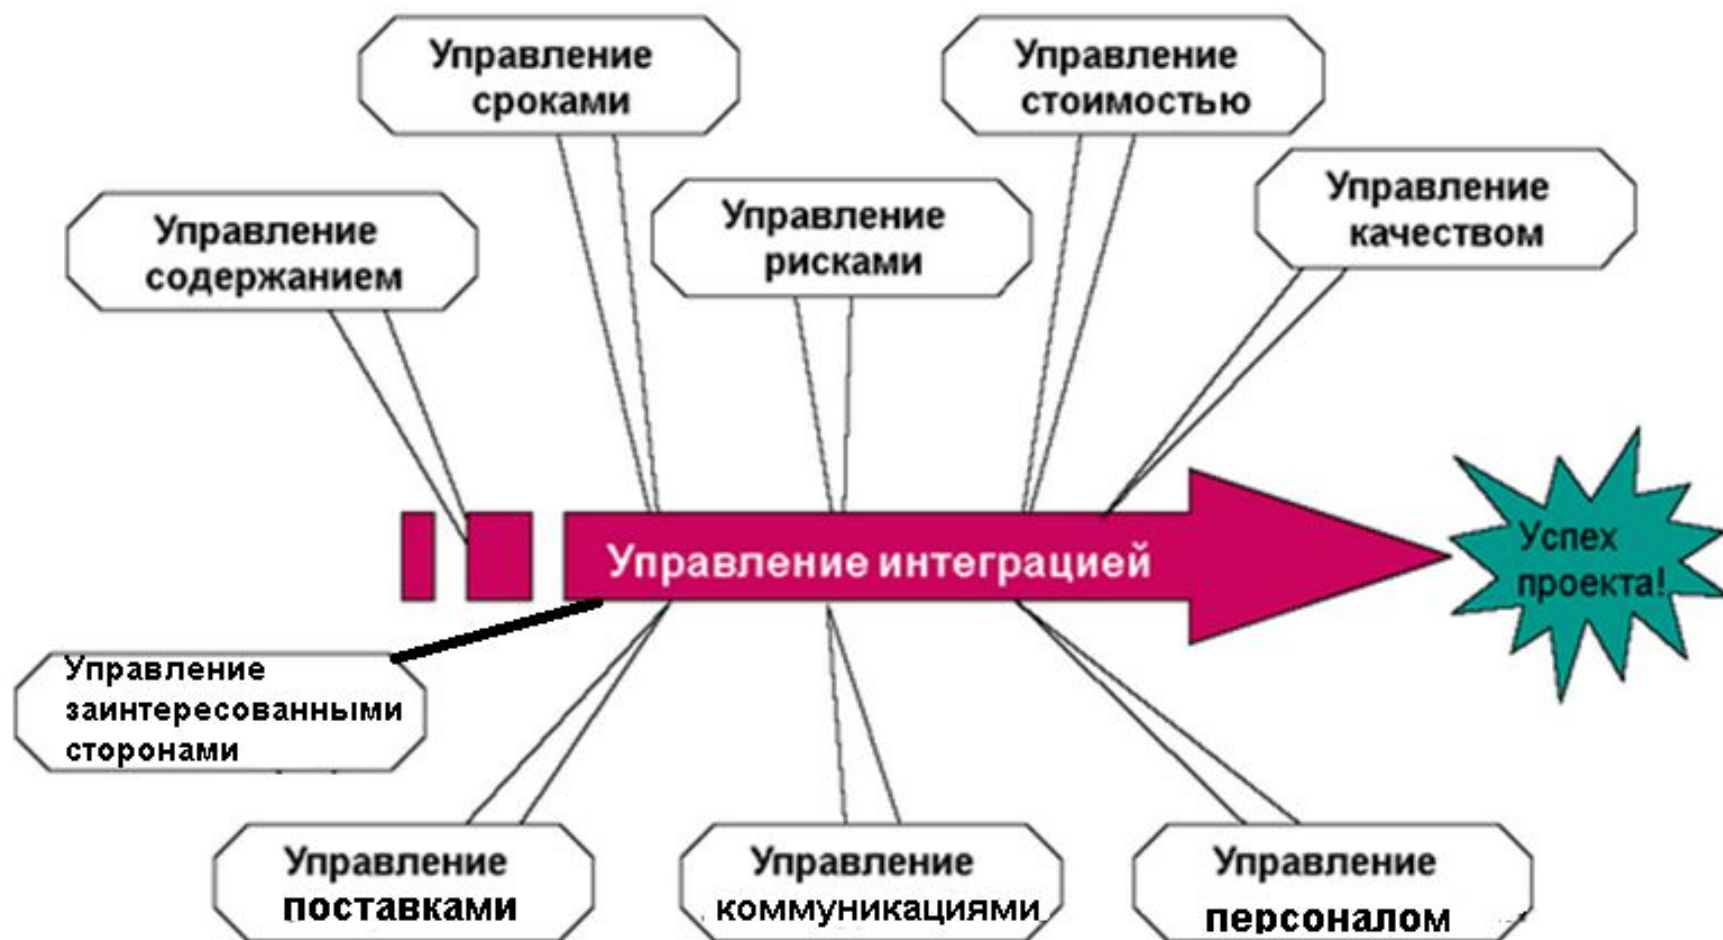 Управление
сроками
Управление
стоимостью
Управление
содержанием
Управление
рисками
Управление
качеством
Управление интеграцией
Успех
проекта!
Управление
заинтересованными
сторонами
Управление
поставками
Управление
коммуникациями
Управление
персоналом